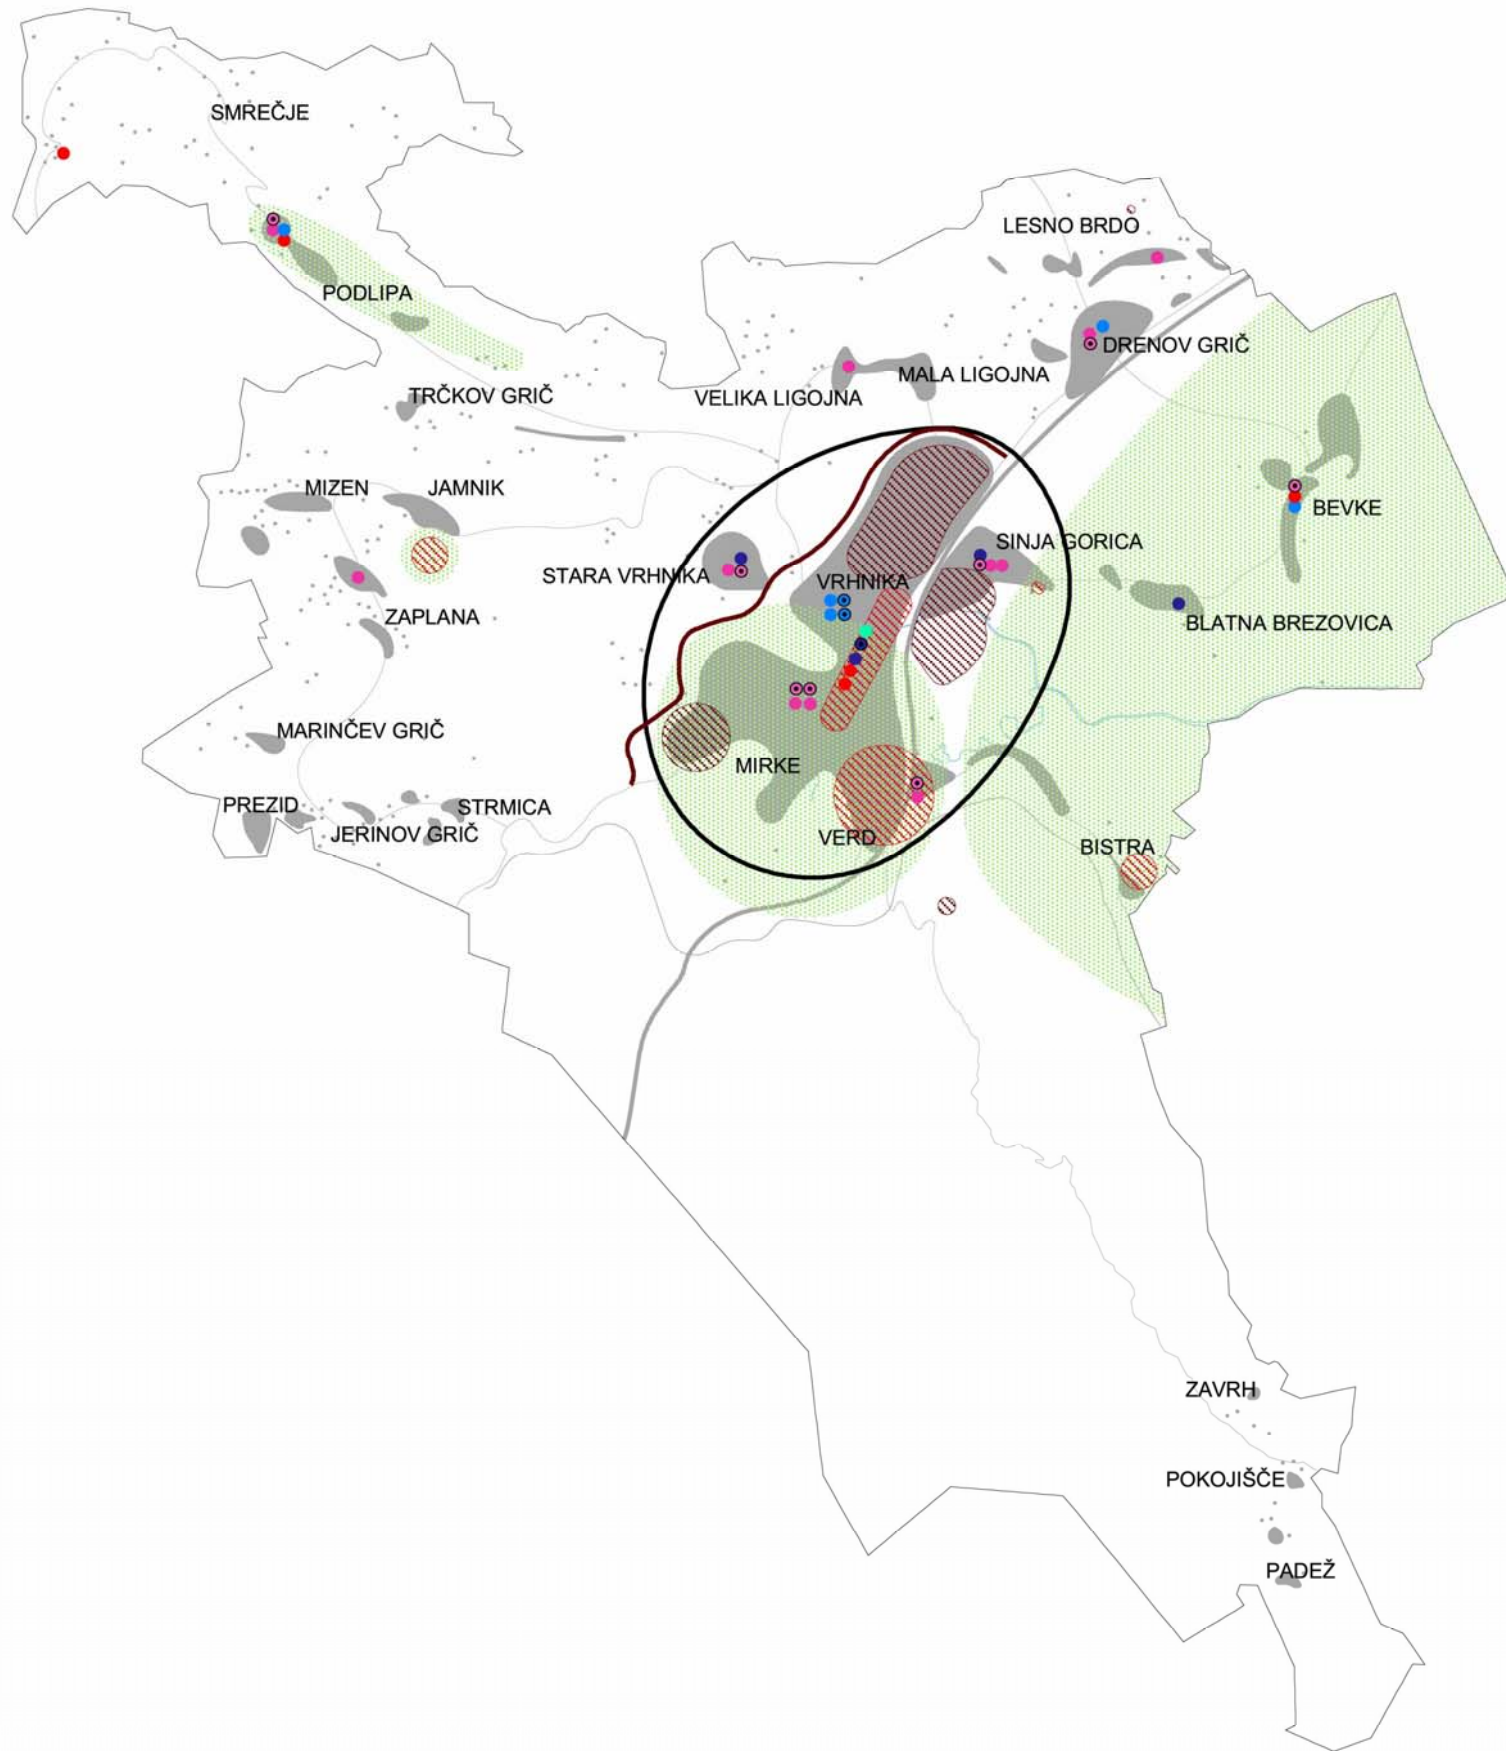 SMREČJE
LESNO BRDO
PODLIPA
DRENOV GRIČ
MALA LIGOJNA
TRČKOV GRIČ
VELIKA LIGOJNA
MIZEN
JAMNIK
BEVKE
SINJA GORICA
STARA VRHNIKA
VRHNIKA
ZAPLANA
BLATNA BREZOVICA
MARINČEV GRIČ
MIRKE
PREZID
STRMICA
JERINOV GRIČ
VERD
BISTRA
ZAVRH
POKOJIŠČE
PADEŽ